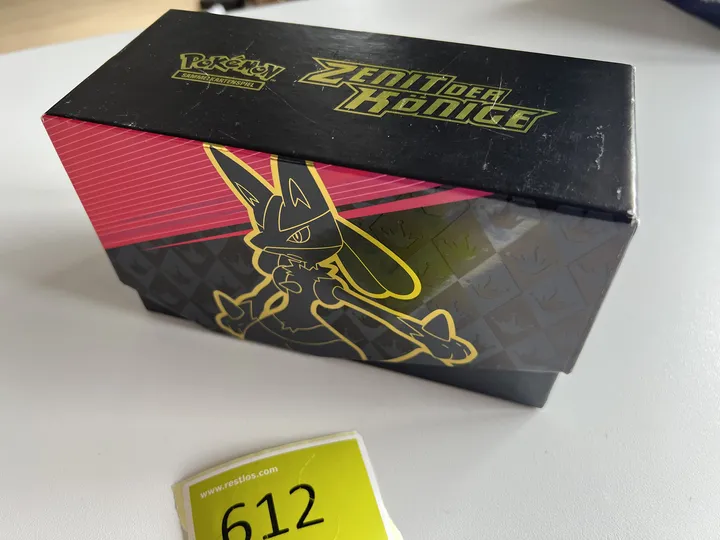 POKéMON
SAMMELKARTENSPIEL
ZENIT DER
KÖNIGE
www.restlos.com
612